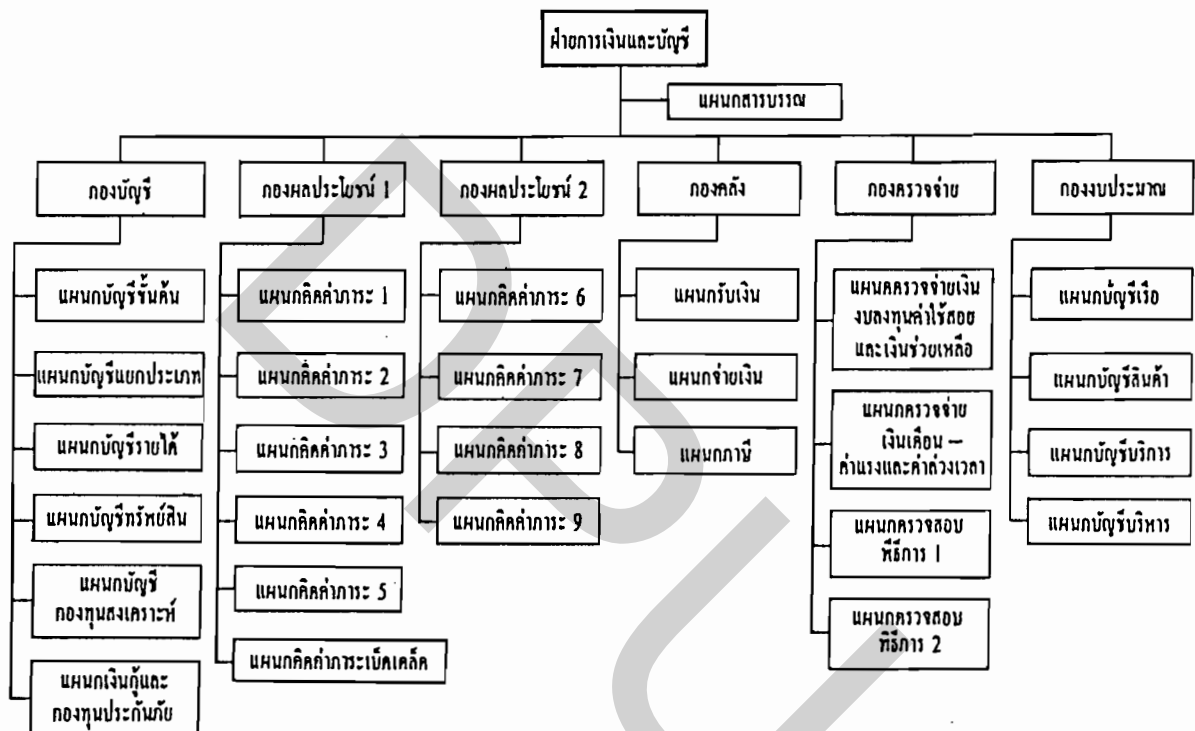 ฝ่ายการเงินและบัญชี
แผนกสารบรรณ
กองบัญชี
แผนกบัญชีขั้นต้น
แผนกบัญชีแยกประเภท
แผนกบัญชีรายได้
แผนกบัญชีทรัพย์สิน
แผนกบัญชี
กองทุนสงเคราะห์
แผนกเงินกู้และ
กองทุนประกันภัย
กองผลประโยชน์ 1
แผนกคิดค่าภาระ 1
แผนกคิดค่าภาระ 2
แผนกคิดค่าภาระ 3
แผนกคิดค่าภาระ 4
แผนกคิดค่าภาระ 5
แผนกคิดค่าภาระเบ็ดเตล็ด
กองผลประโยชน์ 2
แผนกคิดค่าภาระ 6
แผนกคิดค่าภาระ 7
แผนกคิดค่าภาระ 8
แผนกคิดค่าภาระ 9
กองคลัง
แผนกรับเงิน
แผนกจ่ายเงิน
แผนกภาษี
กองตรวจจ่าย
แผนกตรวจจ่ายเงิน
งบลงทุนค่าใช้สอย
และเงินช่วยเหลือ
แผนกตรวจจ่าย
เงินเดือน –
ค่าแรงและค่าล่วงเวลา
แผนกตรวจสอบ
พิธีการ 1
แผนกตรวจสอบ
พิธีการ 2
กองงบประมาณ
แผนกบัญชีเรือ
แผนกบัญชีสินค้า
แผนกบัญชีบริการ
แผนกบัญชีบริหาร
DPU